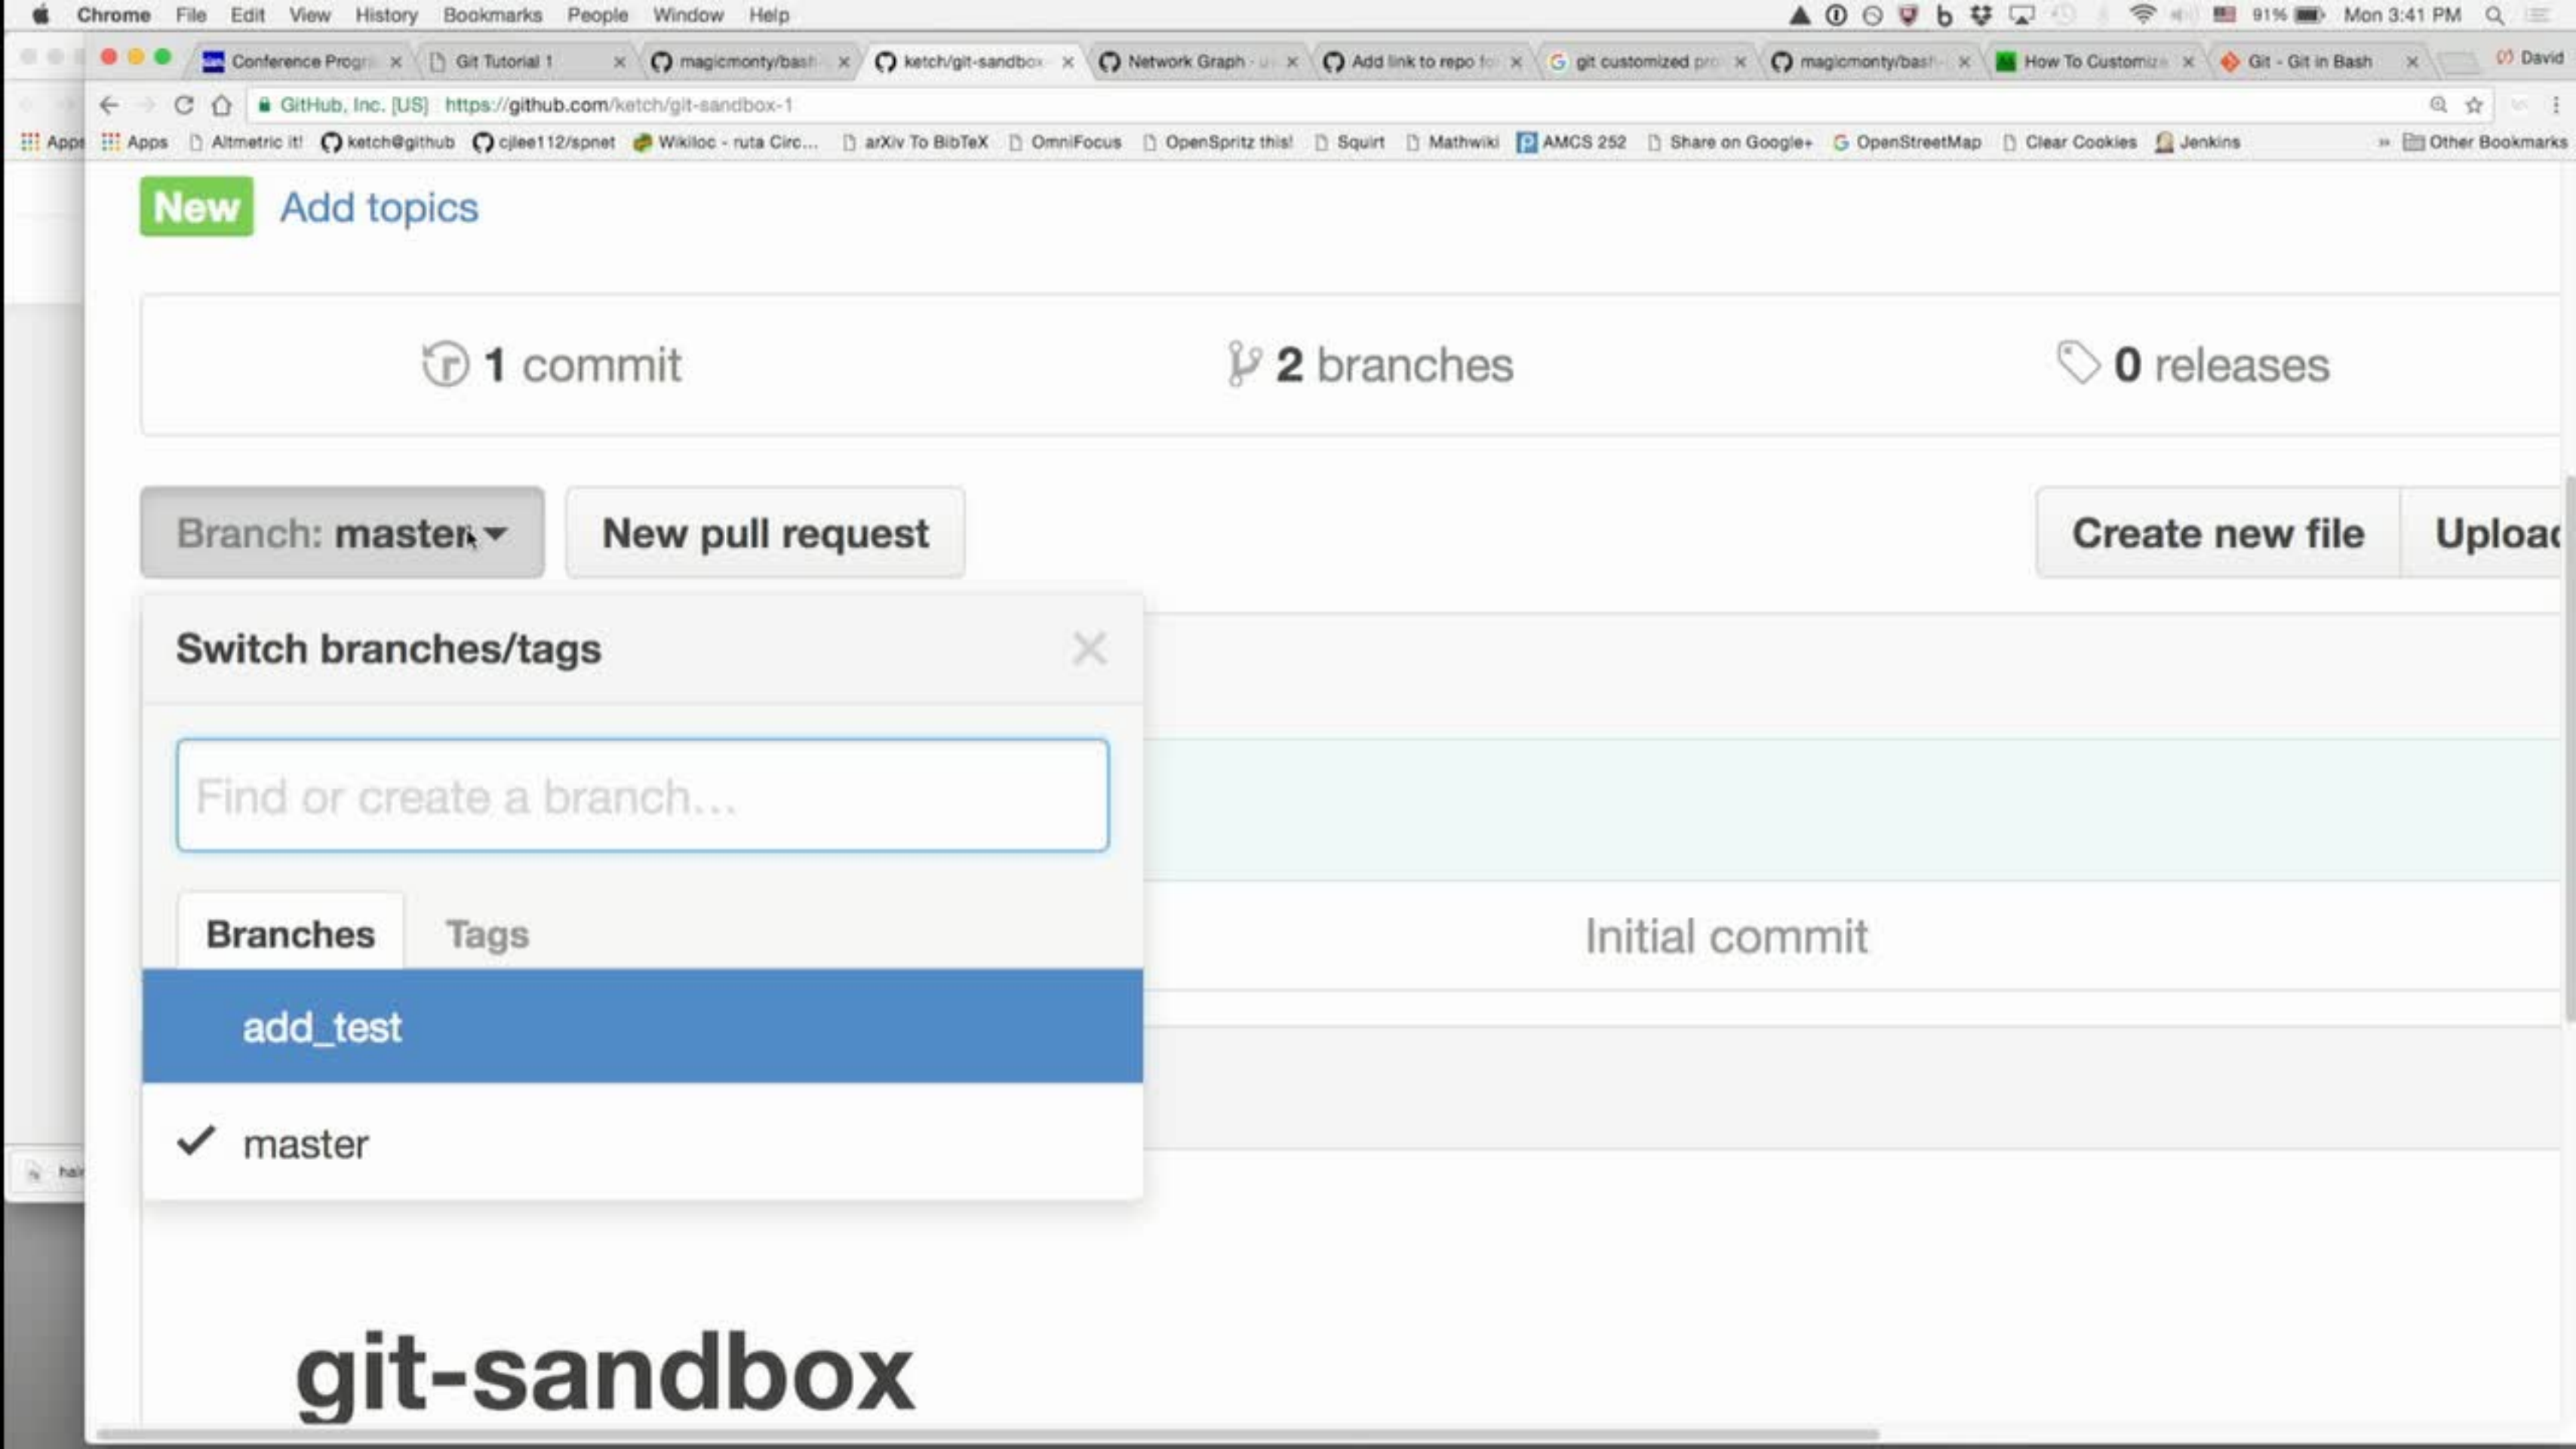 Chrome File Edit View History Bookmarks People Window Help 91% Mon 3:41 PM
Conference Progr Git Tutorial 1 magicmonty/bash ketch/git-sandbox Network Graph Add link to repo fo git customized pro magicmonty/bash- How To Customize Git - Git in Bash David
GitHub, Inc. [US] https://github.com/ketch/git-sandbox-1
Apps Apps Altmetric it! ketch@github cjlee112/spnet Wikiloc - ruta Circ... arXiv To BibTeX OmniFocus OpenSpritz this! Squirt Mathwiki AMCS 252 Share on Google+ OpenStreetMap Clear Cookies Jenkins » Other Bookmarks
New Add topics
1 commit 2 branches 0 releases
Branch: master New pull request Create new file Upload
Switch branches/tags
Find or create a branch...
Branches Tags
Initial commit
add_test
master
git-sandbox